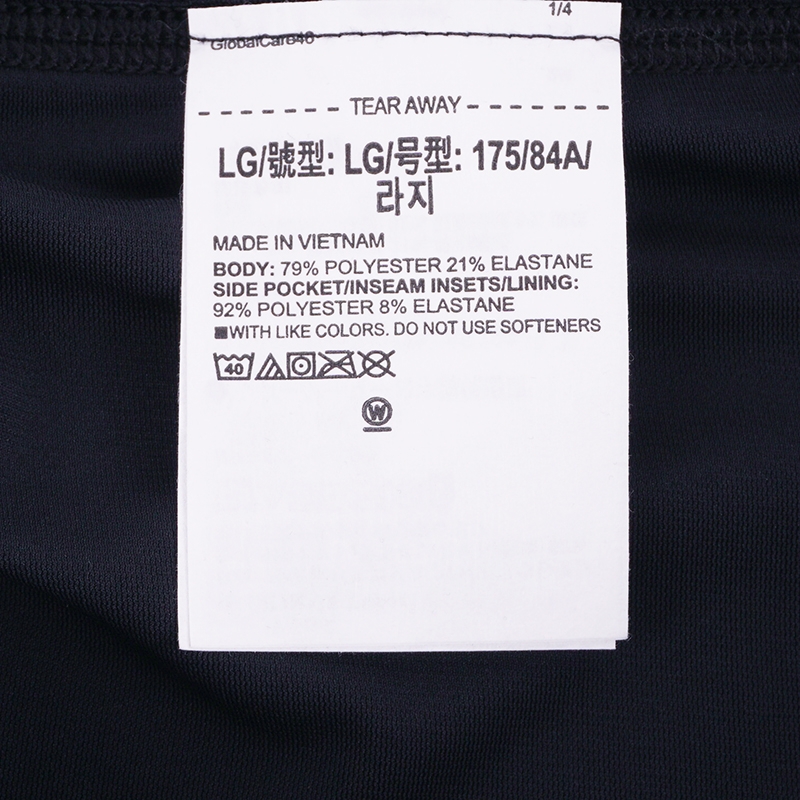 1/4
GlobalCare40
TEAR AWAY
LG/號型: LG/号型: 175/84A/
라지
MADE IN VIETNAM
BODY: 79% POLYESTER 21% ELASTANE
SIDE POCKET/INSEAM INSETS/LINING:
92% POLYESTER 8% ELASTANE
■WITH LIKE COLORS. DO NOT USE SOFTENERS
40
W